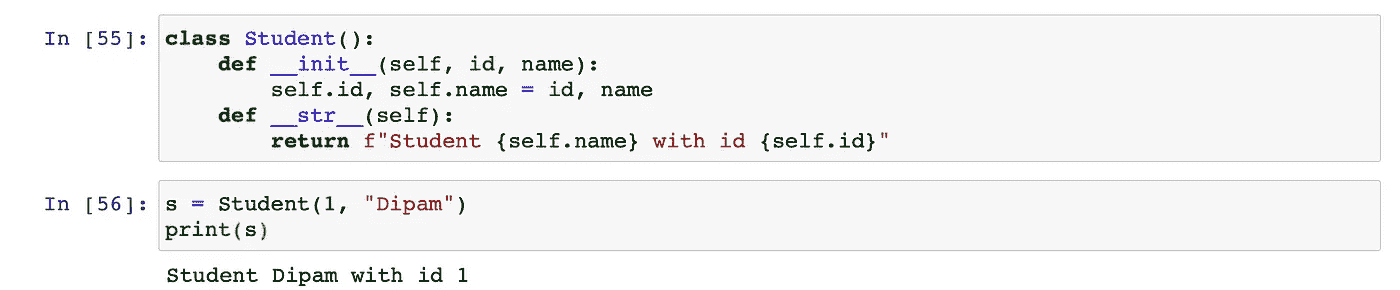 In [55]: class Student():
    def __init__(self, id, name):
        self.id, self.name = id, name
    def __str__(self):
        return f"Student {self.name} with id {self.id}"
In [56]: s = Student(1, "Dipam")
print(s)
Student Dipam with id 1